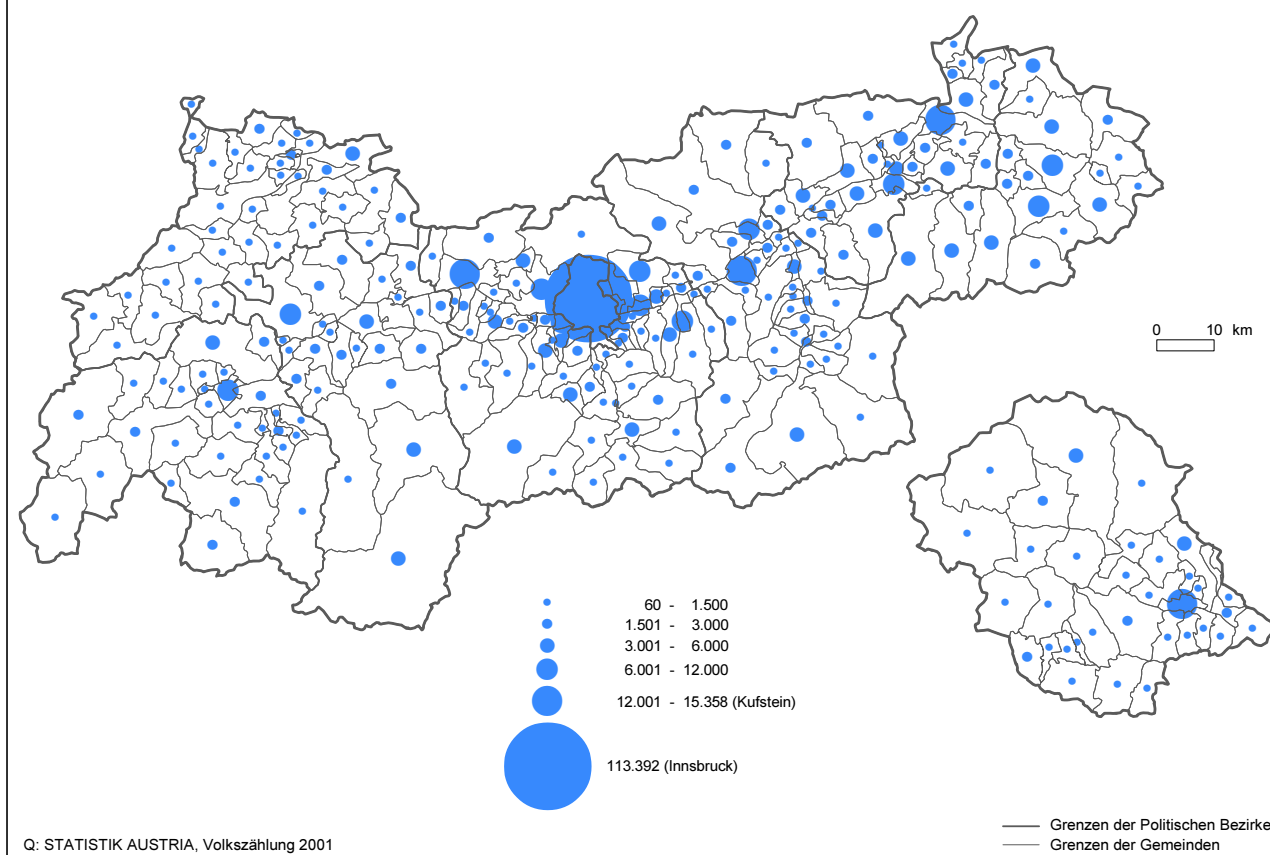 0 10 km
60 - 1.500
1.501 - 3.000
3.001 - 6.000
6.001 - 12.000
12.001 - 15.358 (Kufstein)
113.392 (Innsbruck)
Grenzen der Politischen Bezirke
Grenzen der Gemeinden
Q: STATISTIK AUSTRIA, Volkszählung 2001